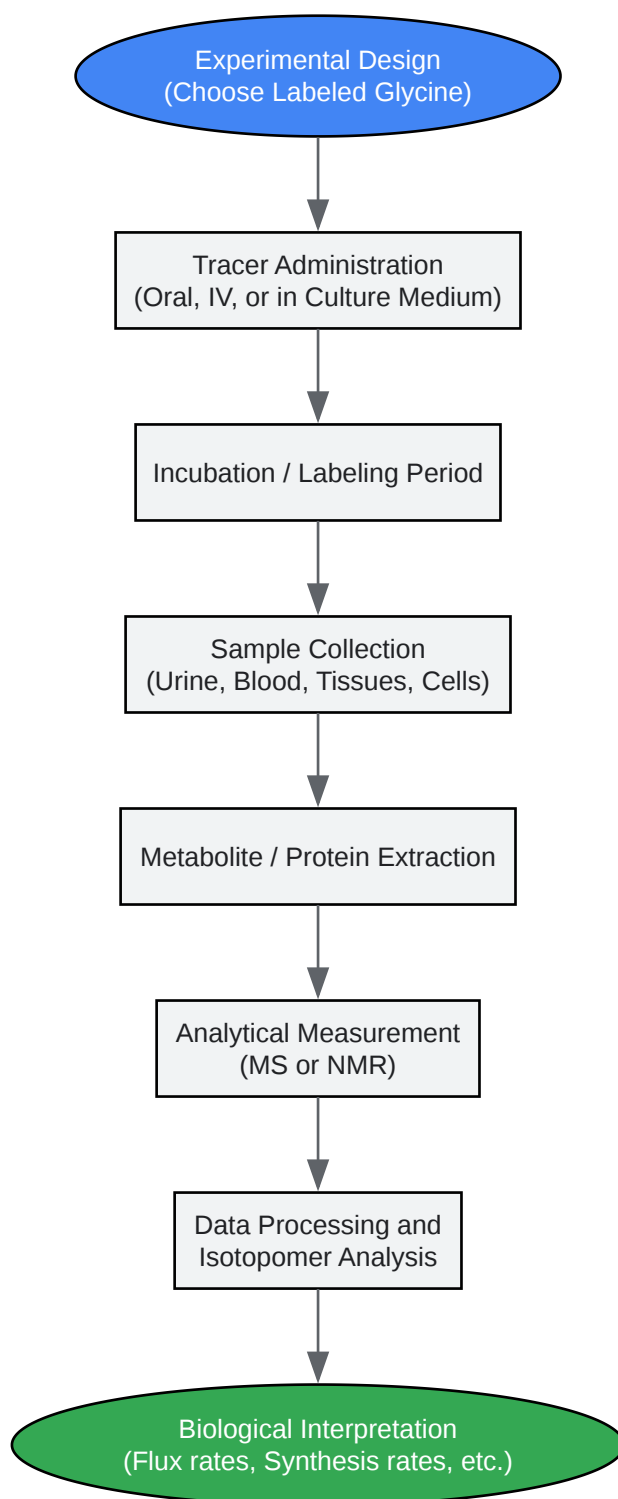 Experimental Design
(Choose Labeled Glycine)
Tracer Administration
(Oral, IV, or in Culture Medium)
Incubation / Labeling Period
Sample Collection
(Urine, Blood, Tissues, Cells)
Metabolite / Protein Extraction
Analytical Measurement
(MS or NMR)
Data Processing and
Isotopomer Analysis
Biological Interpretation
(Flux rates, Synthesis rates, etc.)